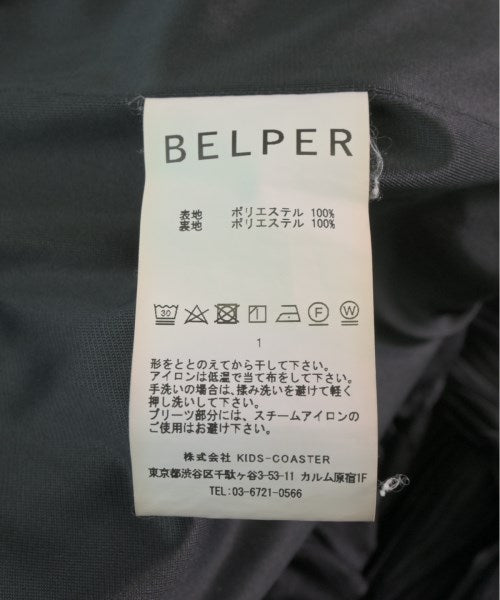 BELPER
表地 ポリエステル 100%
裏地 ポリエステル 100%
30 F W
1
形をととのえてから干して下さい。
アイロンは低温で当て布をして下さい。
手洗いの場合は、揉み洗いを避けて軽く
押し洗いして下さい。
プリーツ部分には、スチームアイロンの
ご使用はお避け下さい。
株式会社 KIDS-COASTER
東京都渋谷区千駄ヶ谷3-53-11 カルム原宿1F
TEL:03-6721-0566